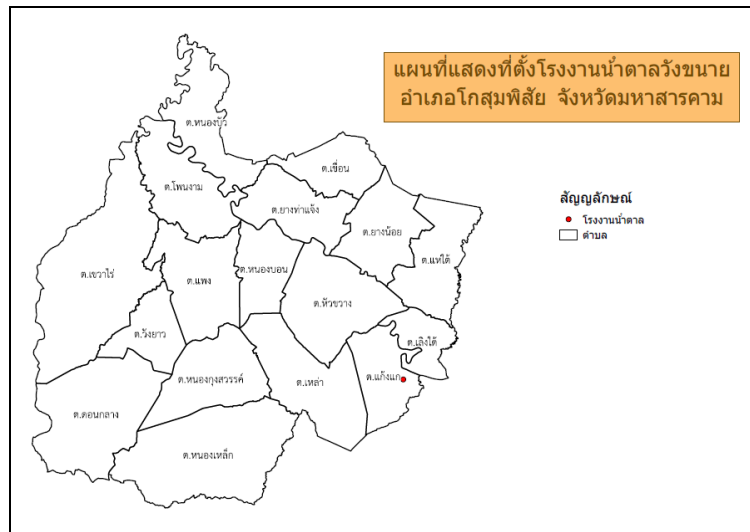 แผนที่แสดงที่ตั้งโรงงานน้ำตาลวังขนาย
อำเภอโกสุมพิสัย จังหวัดมหาสารคาม
ต.หนองบัว
ต.เขื่อน
ต.โพนงาม
ต.ยางท่าแจ้ง
ต.ยางน้อย
ต.แห่ใต้
ต.เขวาไร่
ต.แพง
ต.หนองบอน
ต.หัวขวาง
ต.วังยาว
ต.เลิงใต้
ต.แก้งแก
ต.หนองกุงสวรรค์
ต.เหล่า
ต.ดอนกลาง
ต.หนองเหล็ก
สัญญลักษณ์
โรงงานน้ำตาล
ตำบล